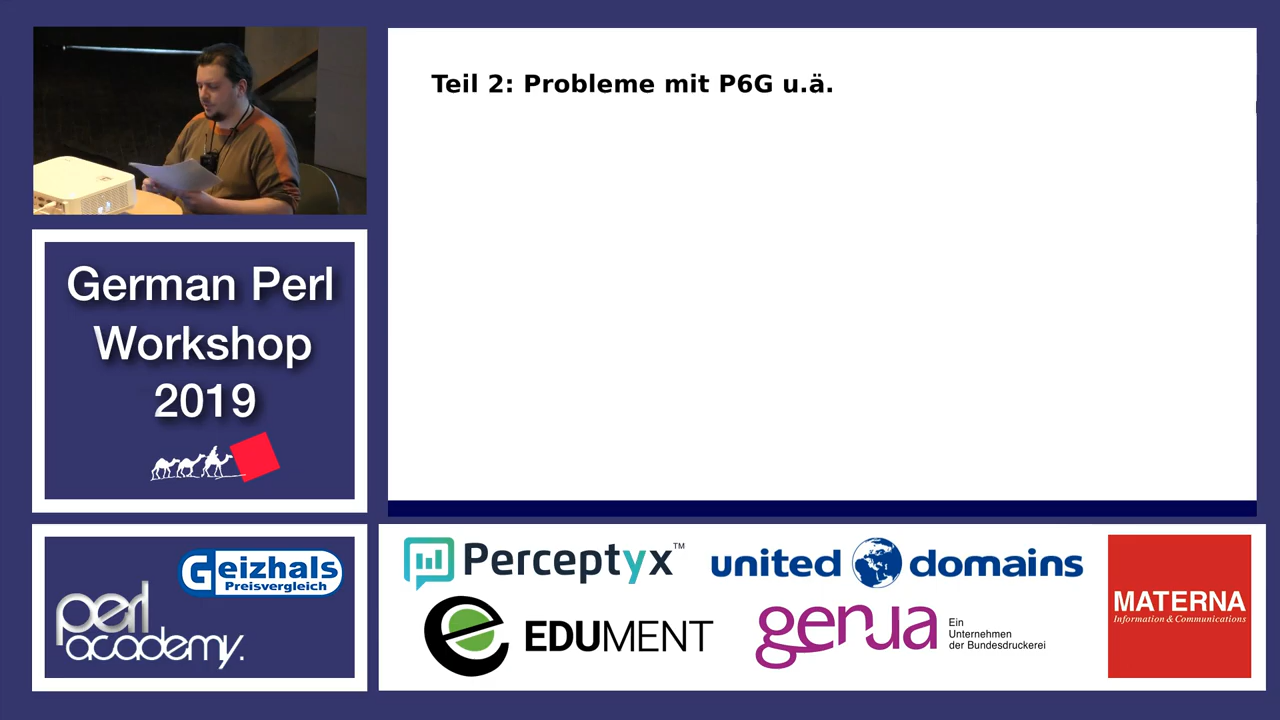 Teil 2: Probleme mit P6G u.ä.
German Perl
Workshop
2019
Geizhals
Preisvergleich
perl
academy.
Perceptyx™
united domains
EDUMENT
genua
Ein
Unternehmen
der Bundesdruckerei
MATERNA
Information & Communications